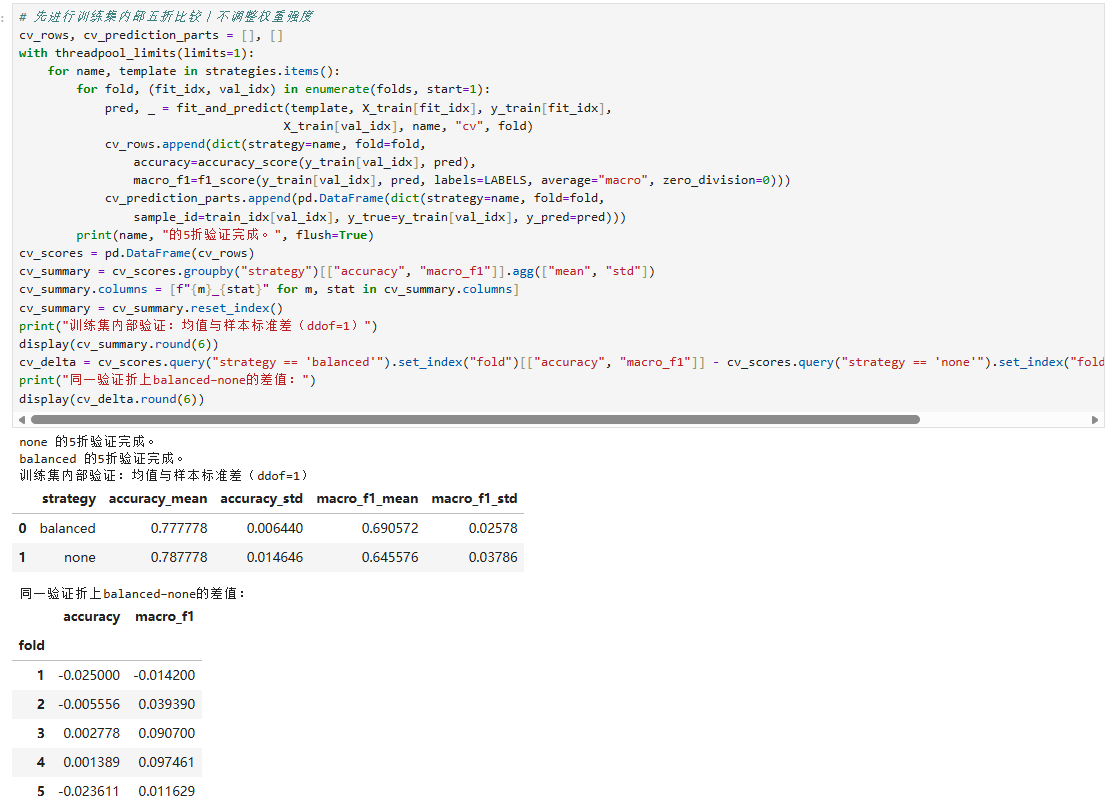 # 先进行训练集内部五折比较；不调整权重强度
cv_rows, cv_prediction_parts = [], []
with threadpool_limits(limits=1):
    for name, template in strategies.items():
        for fold, (fit_idx, val_idx) in enumerate(folds, start=1):
            pred, _ = fit_and_predict(template, X_train[fit_idx], y_train[fit_idx],
                                      X_train[val_idx], name, "cv", fold)
            cv_rows.append(dict(strategy=name, fold=fold,
                accuracy=accuracy_score(y_train[val_idx], pred),
                macro_f1=f1_score(y_train[val_idx], pred, labels=LABELS, average="macro", zero_division=0)))
            cv_prediction_parts.append(pd.DataFrame(dict(strategy=name, fold=fold,
                sample_id=train_idx[val_idx], y_true=y_train[val_idx], y_pred=pred)))
        print(name, "的5折验证完成。", flush=True)
cv_scores = pd.DataFrame(cv_rows)
cv_summary = cv_scores.groupby("strategy")[["accuracy", "macro_f1"]].agg(["mean", "std"])
cv_summary.columns = [f"{m}_{stat}" for m, stat in cv_summary.columns]
cv_summary = cv_summary.reset_index()
print("训练集内部验证：均值与样本标准差（ddof=1）")
display(cv_summary.round(6))
cv_delta = cv_scores.query("strategy == 'balanced'").set_index("fold")[["accuracy", "macro_f1"]] - cv_scores.query("strategy == 'none'").set_index("fold
print("同一验证折上balanced-none的差值：")
display(cv_delta.round(6))
none 的5折验证完成。
balanced 的5折验证完成。
训练集内部验证：均值与样本标准差（ddof=1）
strategy accuracy_mean accuracy_std macro_f1_mean macro_f1_std
0 balanced 0.777778 0.006440 0.690572 0.02578
1 none 0.787778 0.014646 0.645576 0.03786
同一验证折上balanced-none的差值：
accuracy macro_f1
fold
1 -0.025000 -0.014200
2 -0.005556 0.039390
3 0.002778 0.090700
4 0.001389 0.097461
5 -0.023611 0.011629